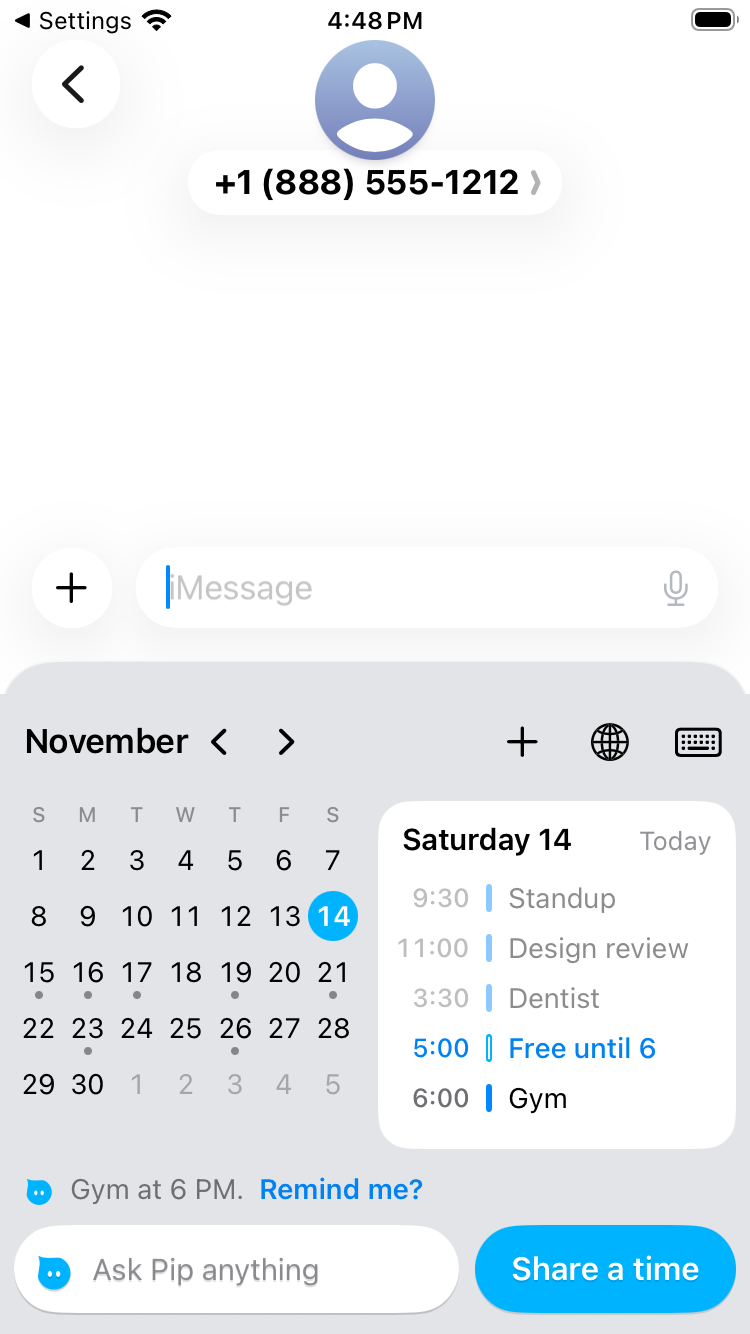 Settings 4:48 PM
+1 (888) 555-1212
iMessage
November
S M T W T F S
1 2 3 4 5 6 7
8 9 10 11 12 13 14
15 16 17 18 19 20 21
22 23 24 25 26 27 28
29 30 1 2 3 4 5
Saturday 14 Today
9:30 Standup
11:00 Design review
3:30 Dentist
5:00 Free until 6
6:00 Gym
Gym at 6 PM. Remind me?
Ask Pip anything
Share a time